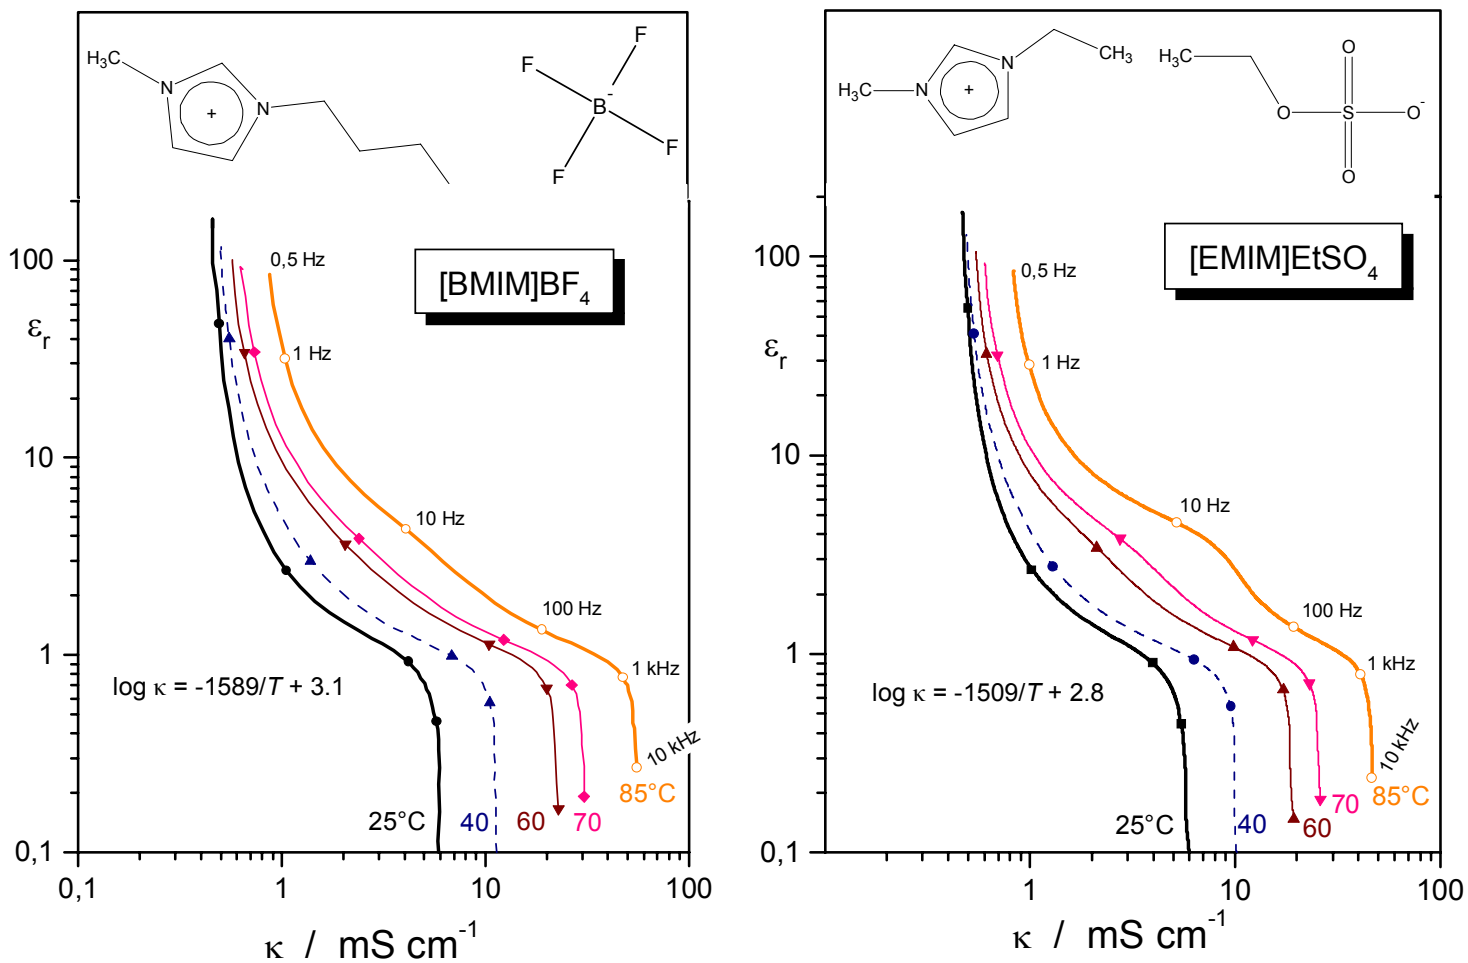 H₃C
N
+
N
F
F
B⁻
F
F
[BMIM]BF₄
εᵣ
100
10
1
0,1
0,5 Hz
1 Hz
10 Hz
100 Hz
1 kHz
10 kHz
log κ = -1589/T + 3.1
25°C
40
60
70
85°C
0,1
1
10
100
κ / mS cm⁻¹
H₃C
N
+
N
CH₃
H₃C
O
O
S
O⁻
O
[EMIM]EtSO₄
εᵣ
100
10
1
0,1
0,5 Hz
1 Hz
10 Hz
100 Hz
1 kHz
10 kHz
log κ = -1509/T + 2.8
25°C
40
60
70
85°C
1
10
100
κ / mS cm⁻¹